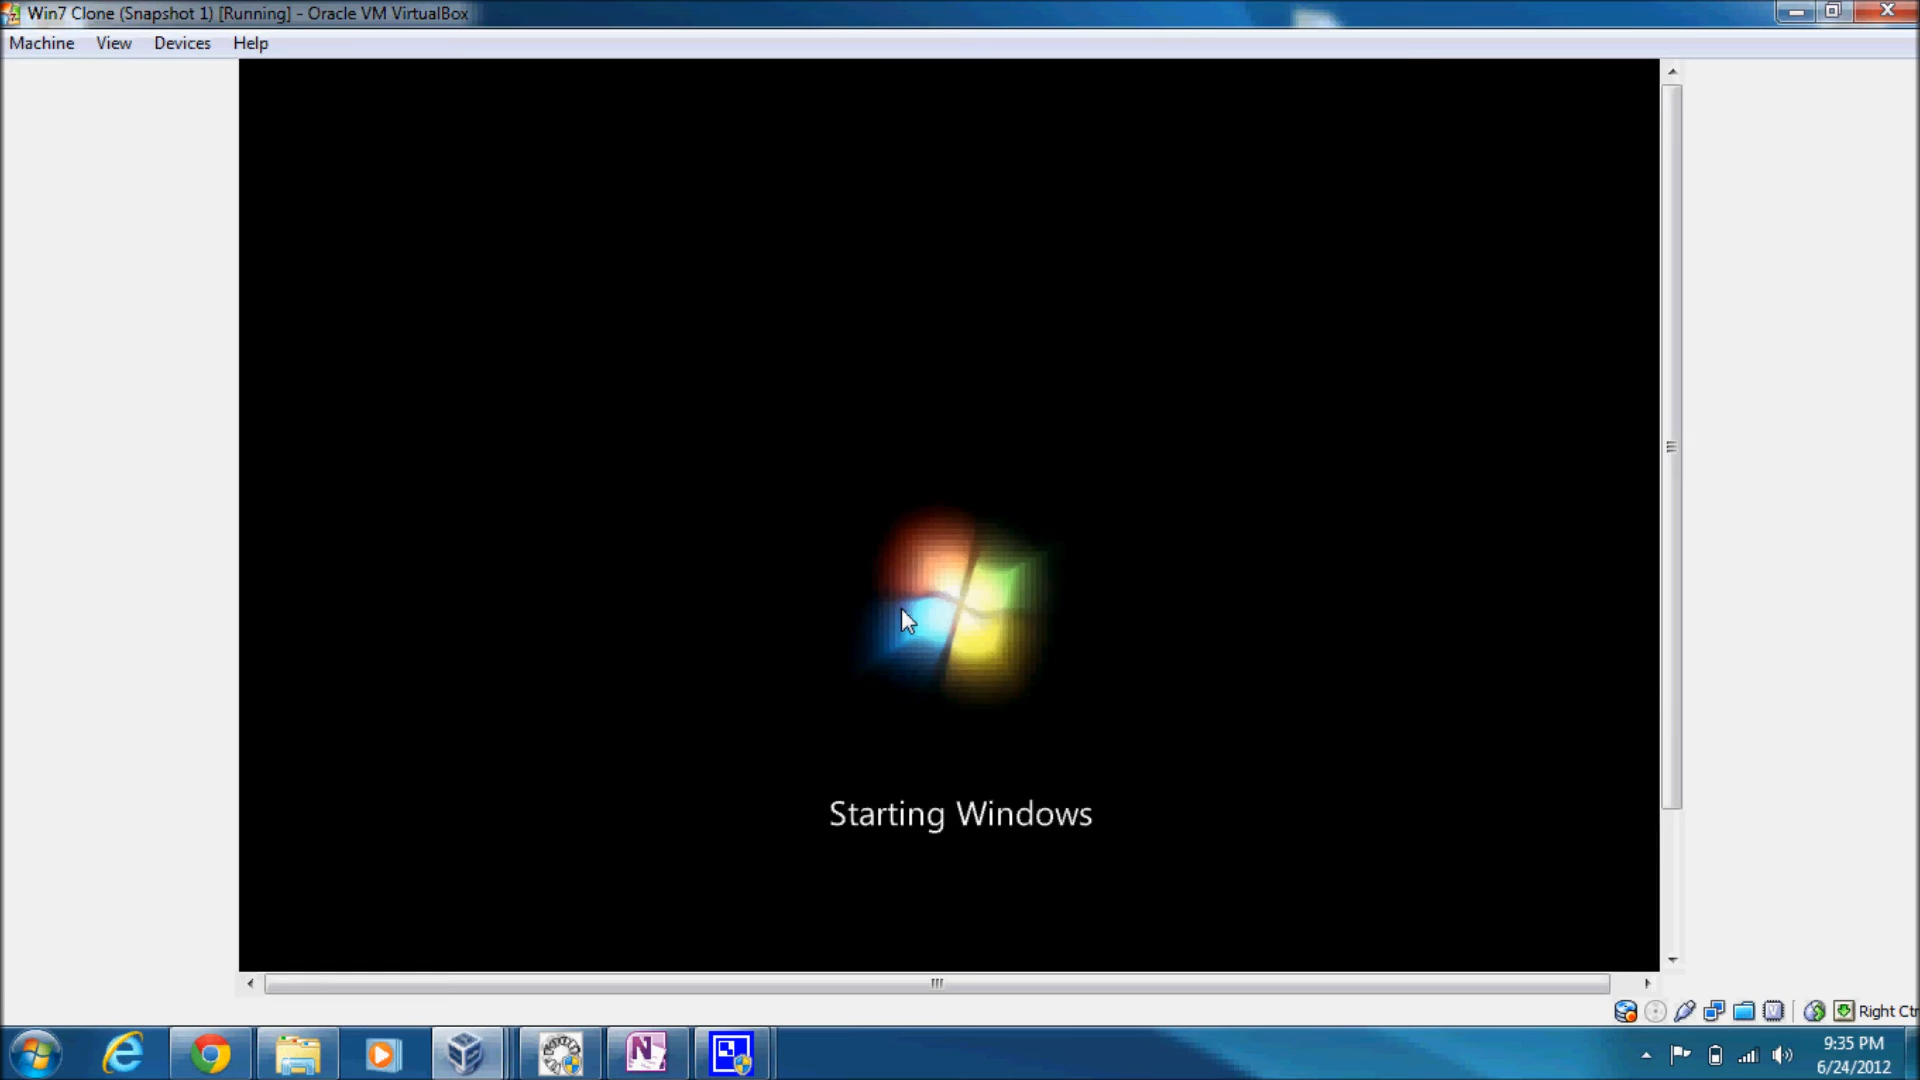 Win7 Clone (Snapshot 1) [Running] - Oracle VM VirtualBox
Machine View Devices Help
Starting Windows
Right Ctr
9:35 PM
6/24/2012